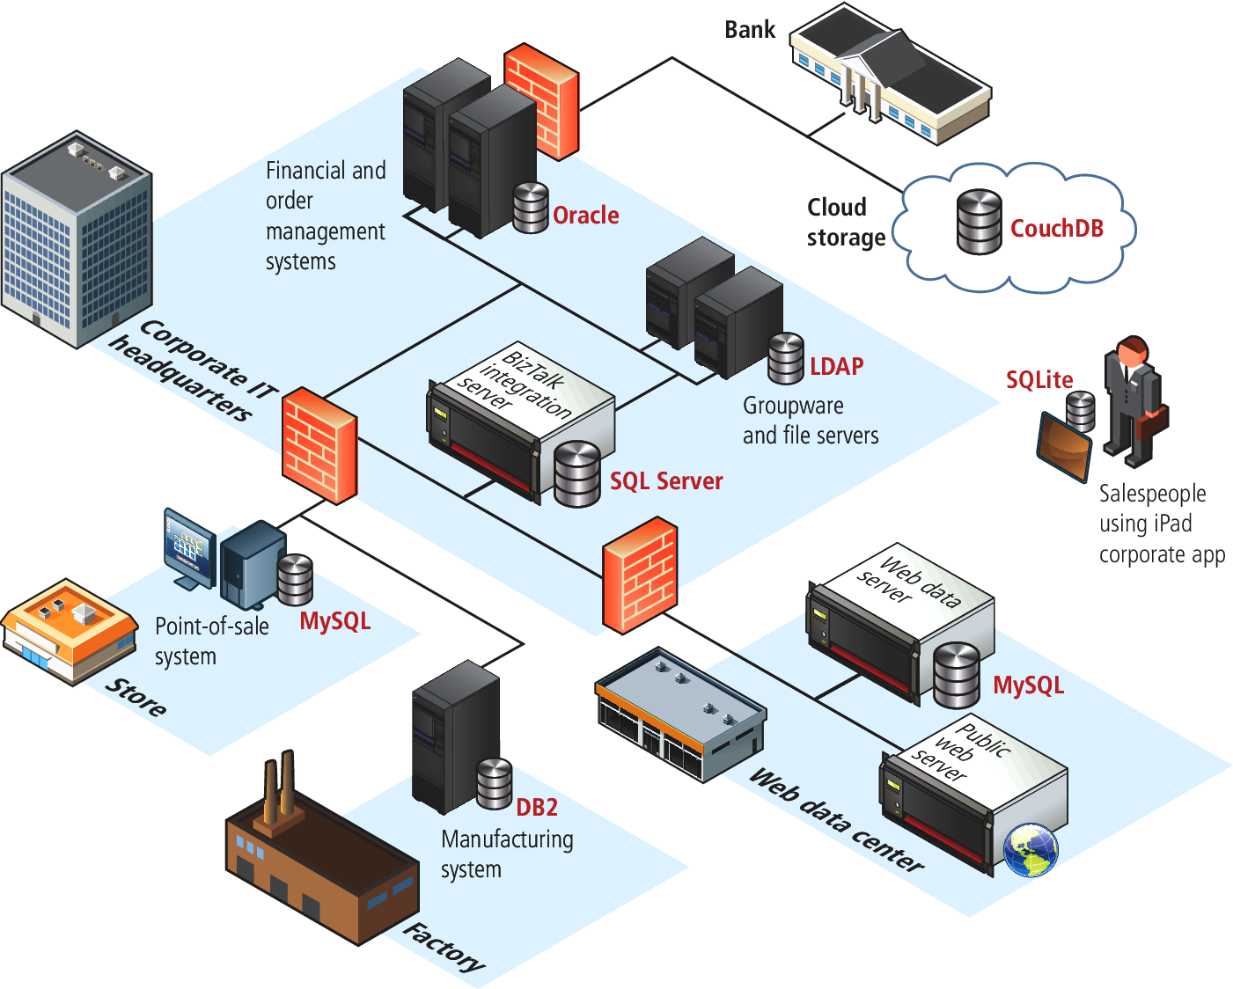 Bank
Financial and
order
management
systems
Oracle
Cloud
storage
CouchDB
Corporate IT
headquarters
BizTalk
integration
server
LDAP
Groupware
and file servers
SQL Server
SQLite
Salespeople
using iPad
corporate app
MySQL
Point-of-sale
system
Store
Web data
server
MySQL
Public
web
server
Web data center
DB2
Manufacturing
system
Factory